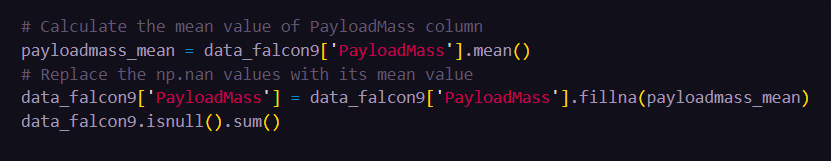 # Calculate the mean value of PayloadMass column
payloadmass_mean = data_falcon9['PayloadMass'].mean()
# Replace the np.nan values with its mean value
data_falcon9['PayloadMass'] = data_falcon9['PayloadMass'].fillna(payloadmass_mean)
data_falcon9.isnull().sum()